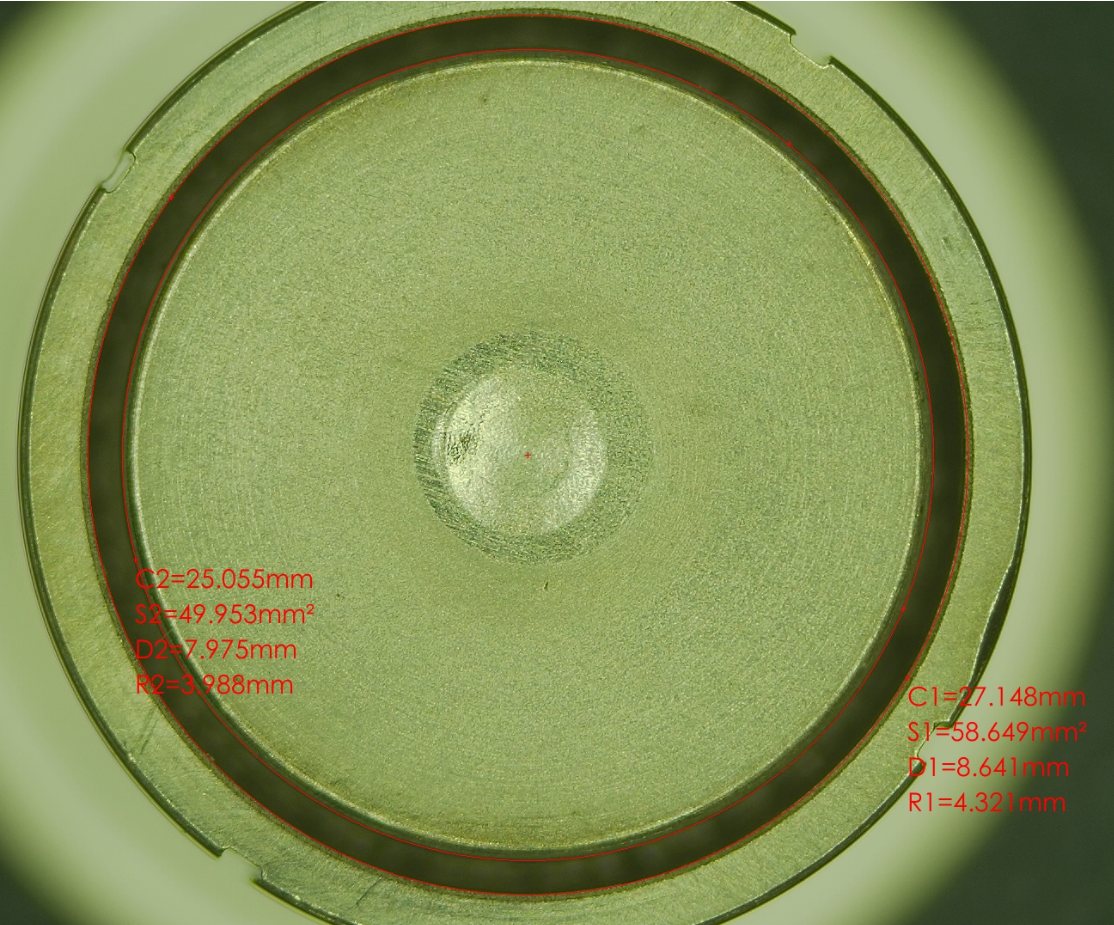 C2=25.055mm
S2=49.953mm²
D2=7.975mm
R2=3.988mm
C1=27.148mm
S1=58.649mm²
D1=8.641mm
R1=4.321mm